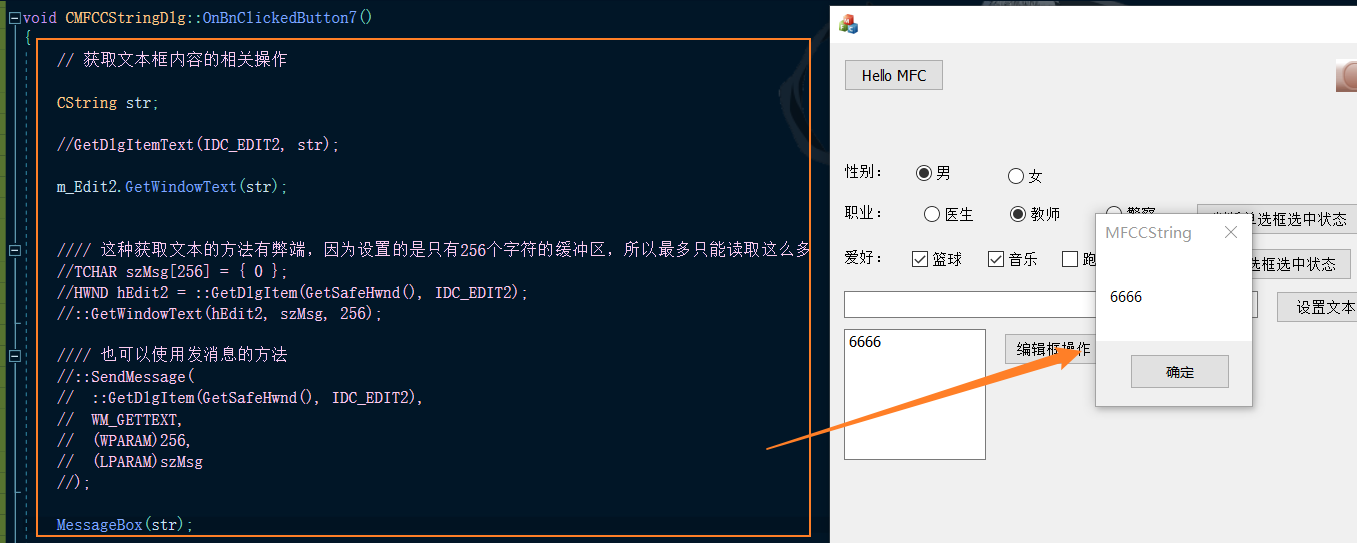 void CMFCCStringDlg::OnBnClickedButton7()
{
// 获取文本框内容的相关操作
CString str;
//GetDlgItemText(IDC_EDIT2, str);
m_Edit2.GetWindowText(str);
//// 这种获取文本的方法有弊端，因为设置的是只有256个字符的缓冲区，所以最多只能读取这么多
//TCHAR szMsg[256] = { 0 };
//HWND hEdit2 = ::GetDlgItem(GetSafeHwnd(), IDC_EDIT2);
//::GetWindowText(hEdit2, szMsg, 256);
//// 也可以使用发消息的方法
//::SendMessage(
//  ::GetDlgItem(GetSafeHwnd(), IDC_EDIT2),
//  WM_GETTEXT,
//  (WPARAM)256,
//  (LPARAM)szMsg
//);
MessageBox(str);
Hello MFC
性别： 男 女
职业： 医生 教师
单选框选中状态
爱好： 篮球 音乐 跑
选框选中状态
设置文本
6666
编辑框操作
MFCCString
6666
确定